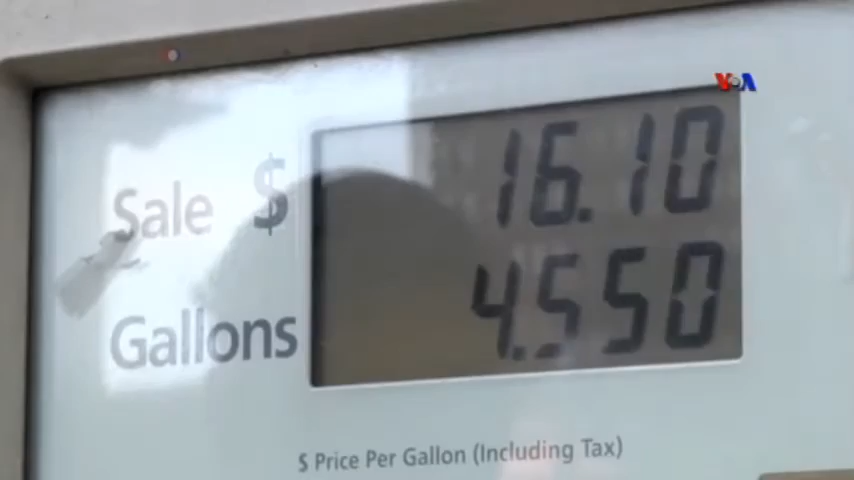 VOA
Sale $ 16.10
Gallons 4.550
$ Price Per Gallon (Including Tax)